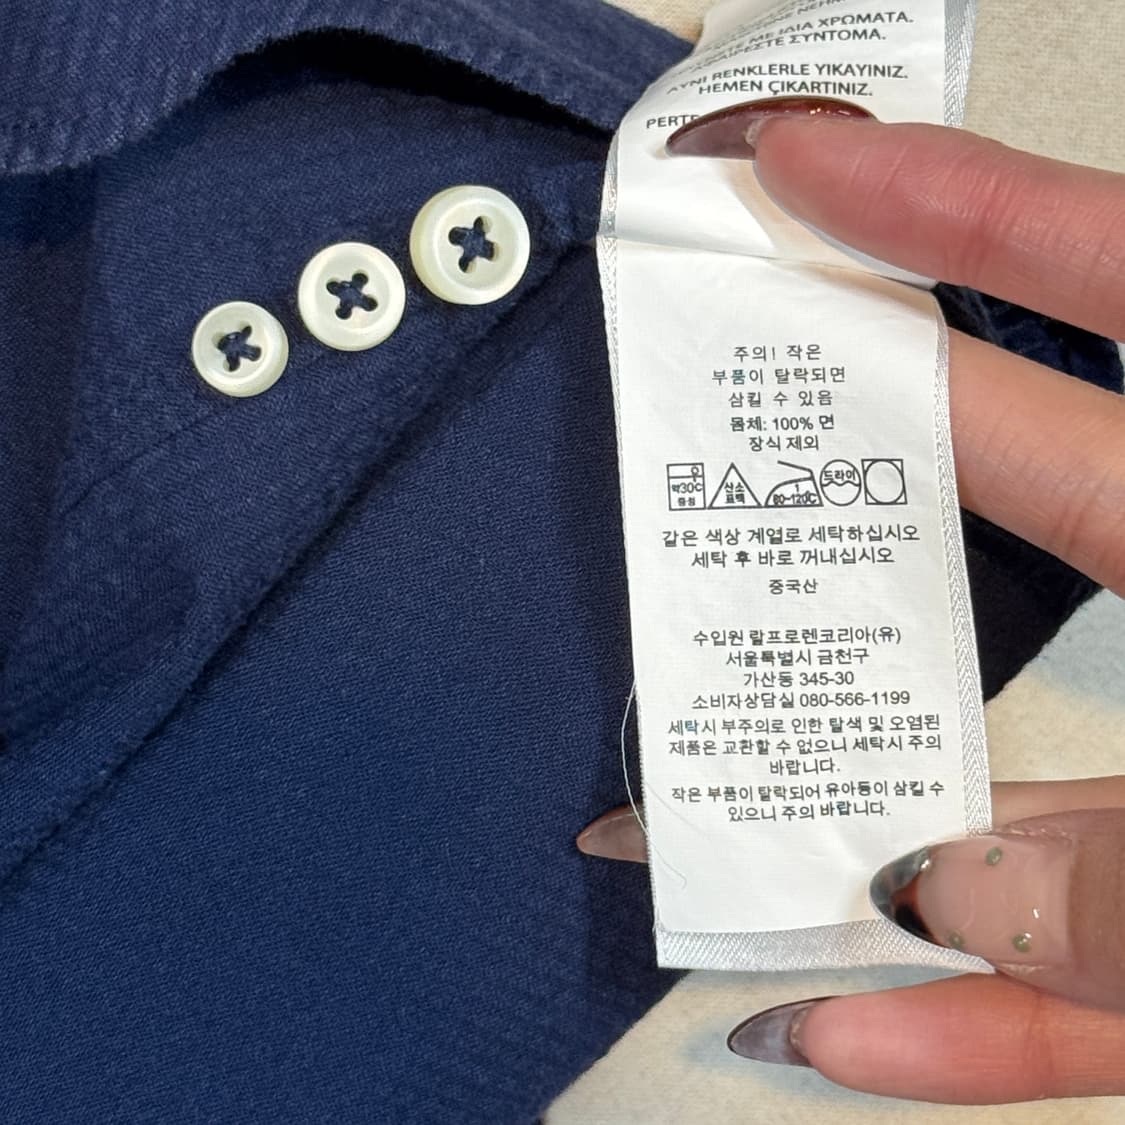 ΜΕ ΙΔΙΑ ΧΡΩΜΑΤΑ.
ΣΥΝΤΟΜΑ.
AYNI RENKLERLE YIKAYINIZ.
HEMEN ÇIKARTINIZ.
주의! 작은
부품이 탈락되면
삼킬 수 있음
몸체: 100% 면
장식 제외
약30℃ 중성
산소 표백
1 80~120℃
드라이
같은 색상 계열로 세탁하십시오
세탁 후 바로 꺼내십시오
중국산
수입원 랄프로렌코리아(유)
서울특별시 금천구
가산동 345-30
소비자상담실 080-566-1199
세탁시 부주의로 인한 탈색 및 오염된
제품은 교환할 수 없으니 세탁시 주의
바랍니다.
작은 부품이 탈락되어 유아등이 삼킬 수
있으니 주의 바랍니다.